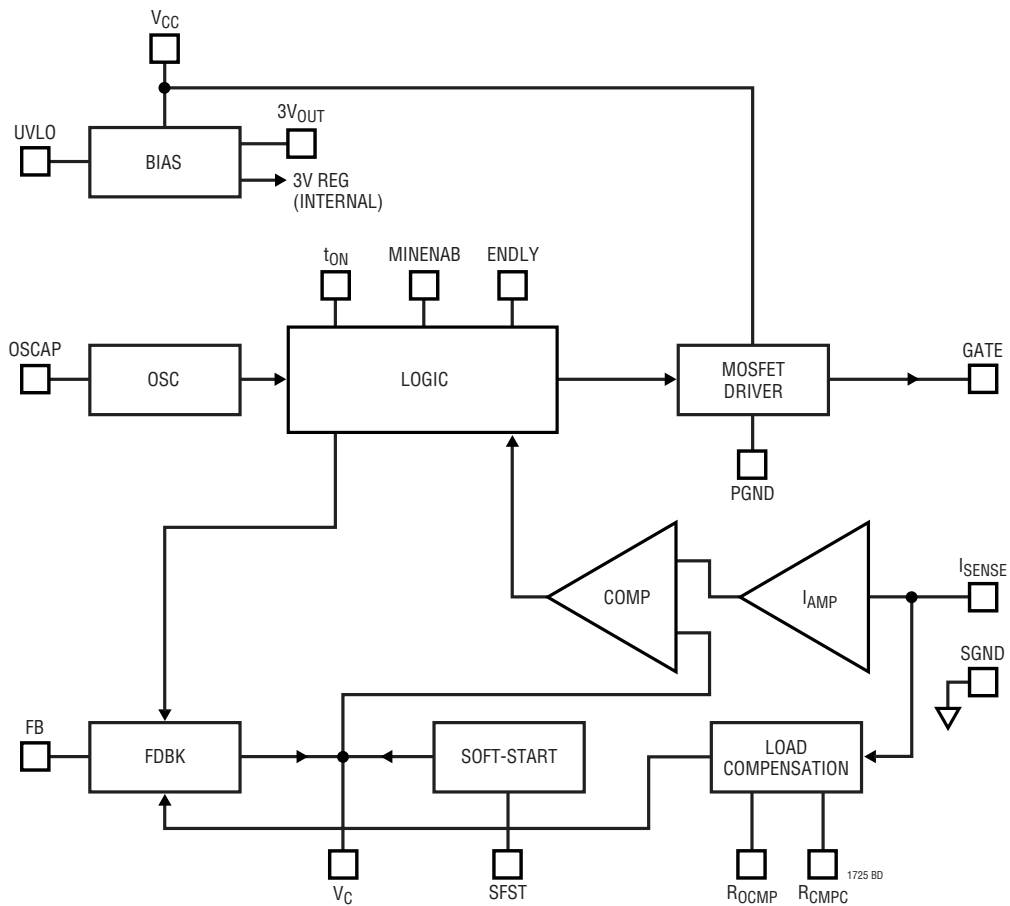 VCC
UVLO
BIAS
3VOUT
3V REG
(INTERNAL)
tON
MINENAB
ENDLY
OSCAP
OSC
LOGIC
MOSFET
DRIVER
GATE
PGND
COMP
IAMP
ISENSE
SGND
FB
FDBK
SOFT-START
LOAD
COMPENSATION
VC
SFST
ROCMP
RCMPC
1725 BD